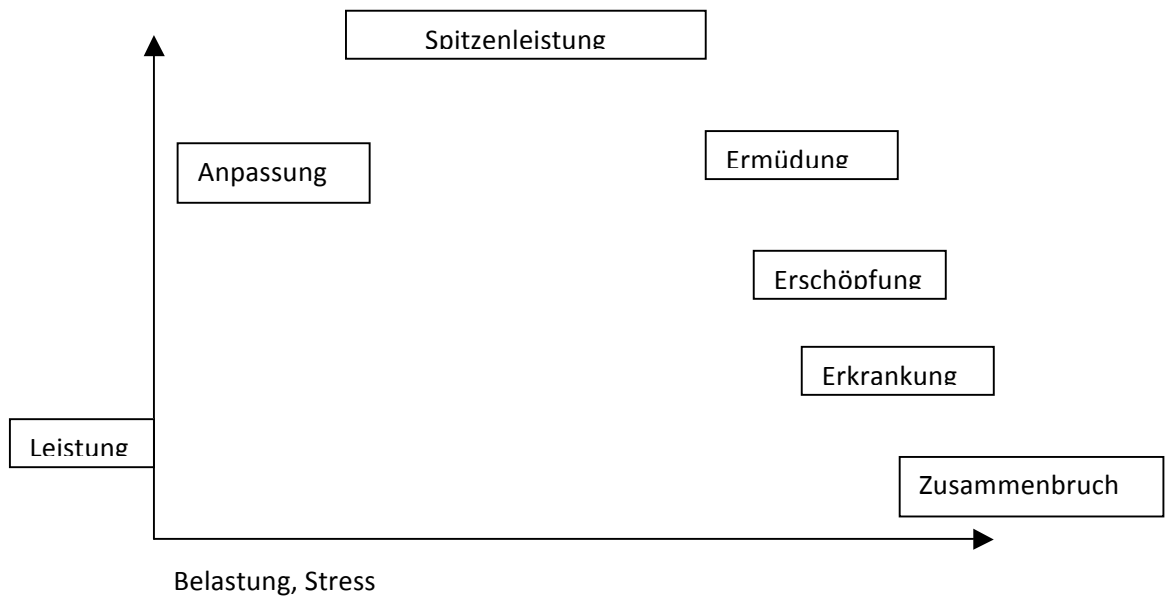 Spitzenleistung
Anpassung
Ermüdung
Erschöpfung
Erkrankung
Leistung
Zusammenbruch
Belastung, Stress